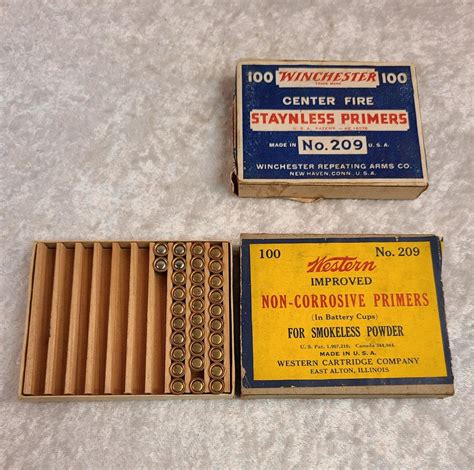 100 WINCHESTER 100
TRADE MARK
CENTER FIRE
STAYNLESS PRIMERS
MADE IN No. 209 U.S.A.
WINCHESTER REPEATING ARMS CO.
NEW HAVEN, CONN., U.S.A.
100 No. 209
Western
IMPROVED
NON-CORROSIVE PRIMERS
(In Battery Cups)
FOR SMOKELESS POWDER
MADE IN U.S.A.
WESTERN CARTRIDGE COMPANY
EAST ALTON, ILLINOIS